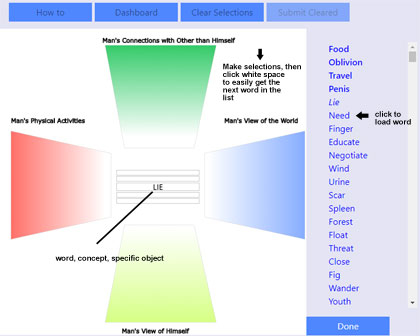 How to
Dashboard
Clear Selections
Submit Cleared
Man's Connections with Other than Himself
Make selections, then
click white space
to easily get the
next word in the
list
Man's Physical Activities
Man's View of the World
LIE
word, concept, specific object
Man's View of Himself
Food
Oblivion
Travel
Penis
Lie
Need
click to
load word
Finger
Educate
Negotiate
Wind
Urine
Scar
Spleen
Forest
Float
Threat
Close
Fig
Wander
Youth
Done